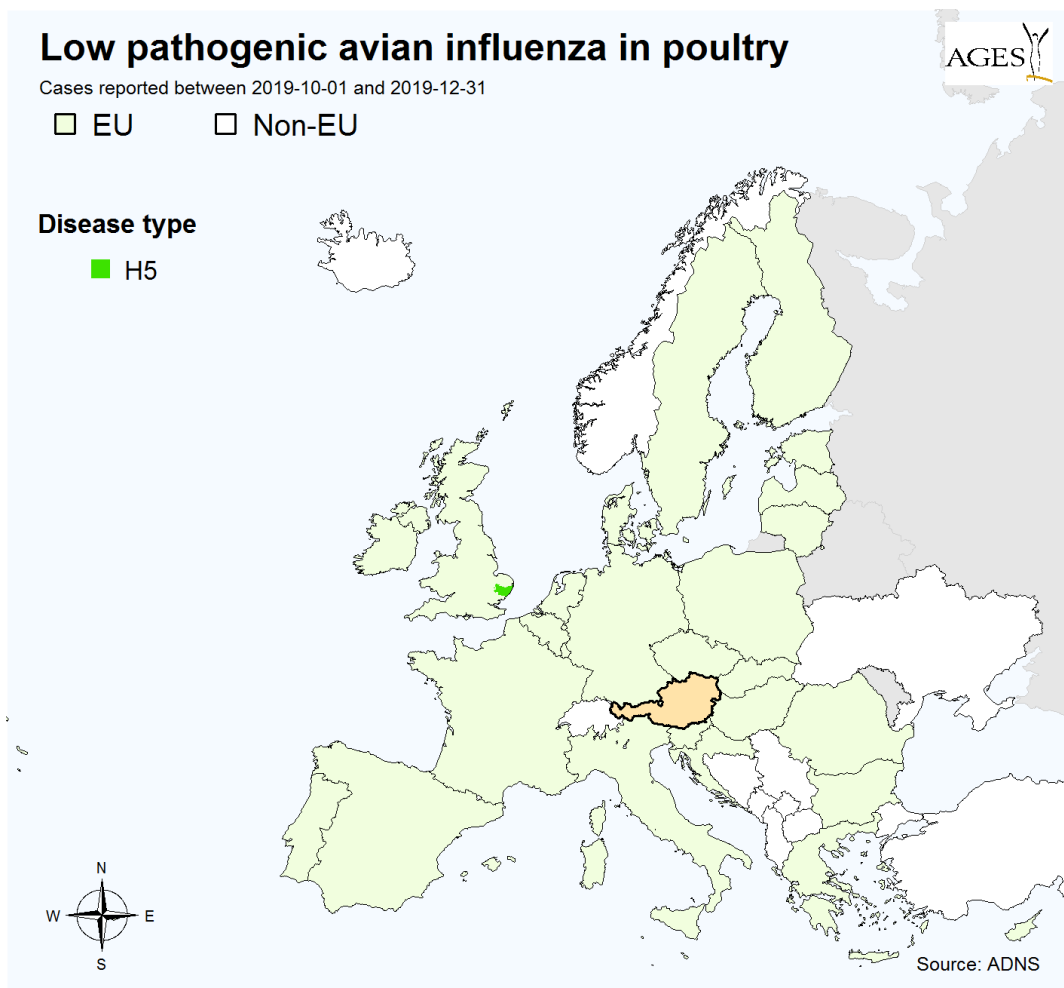 Low pathogenic avian influenza in poultry
Cases reported between 2019-10-01 and 2019-12-31
EU Non-EU
AGES
Disease type
H5
N
W E
S
Source: ADNS